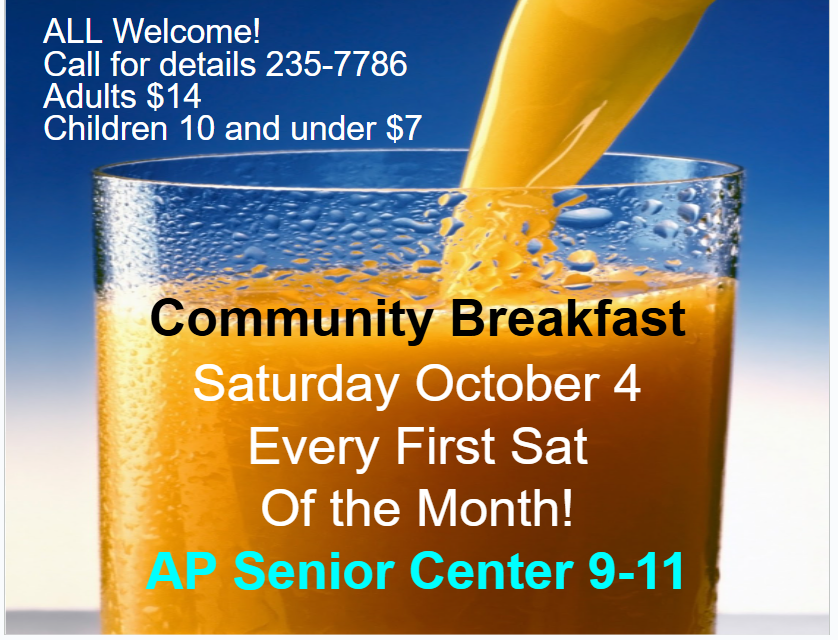 ALL Welcome!
Call for details 235-7786
Adults $14
Children 10 and under $7
Community Breakfast
Saturday October 4
Every First Sat
Of the Month!
AP Senior Center 9-11